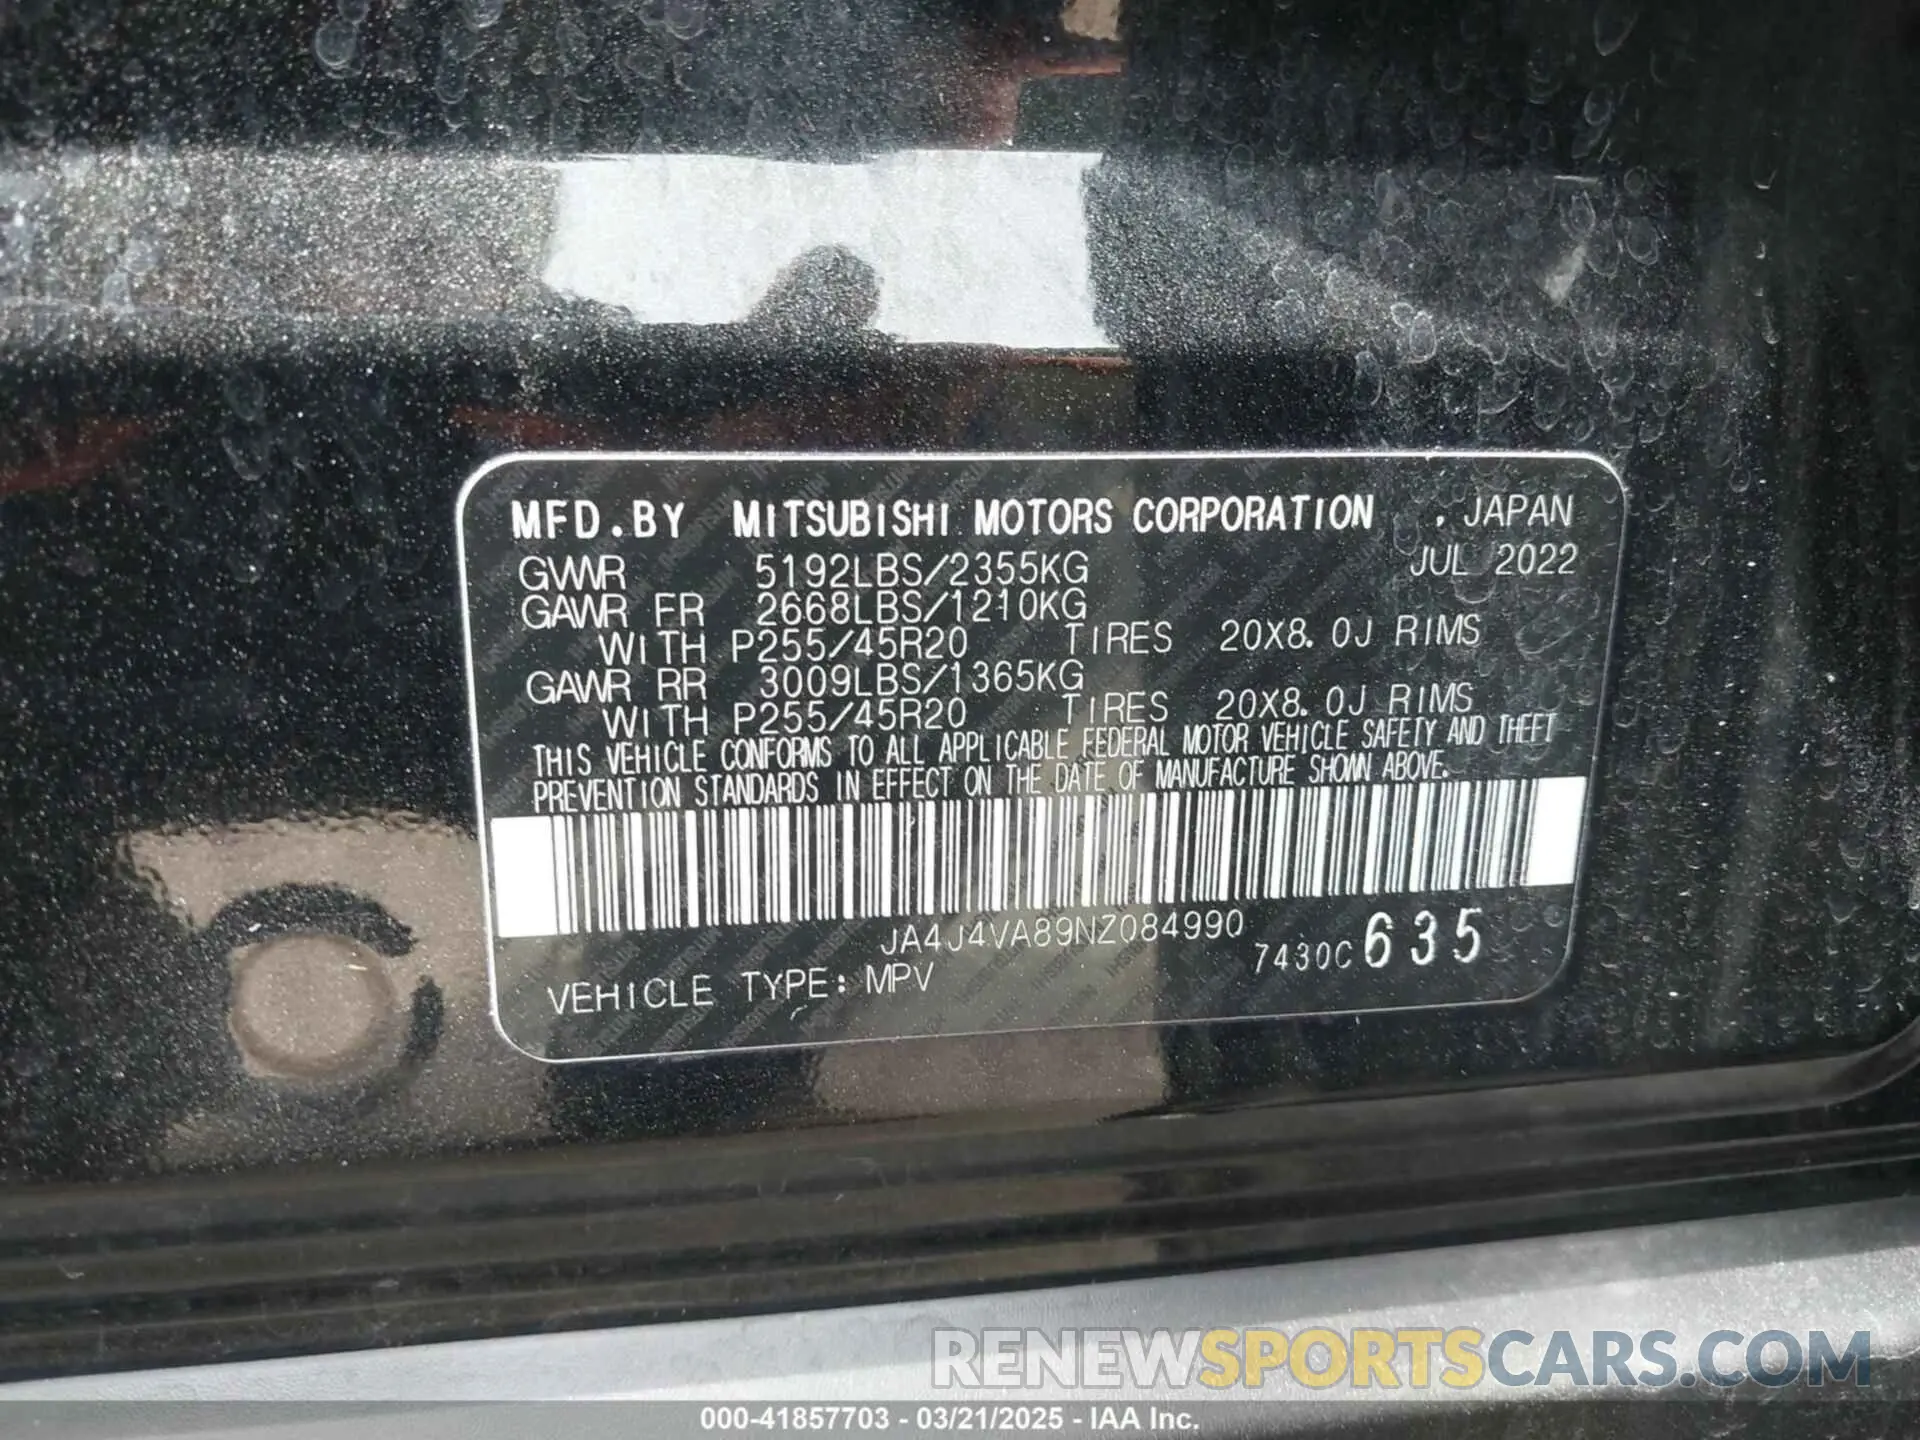 MFD.BY MITSUBISHI MOTORS CORPORATION , JAPAN
GVWR 5192LBS/2355KG JUL 2022
GAWR FR 2668LBS/1210KG
WITH P255/45R20 TIRES 20X8.0J RIMS
GAWR RR 3009LBS/1365KG
WITH P255/45R20 TIRES 20X8.0J RIMS
THIS VEHICLE CONFORMS TO ALL APPLICABLE FEDERAL MOTOR VEHICLE SAFETY AND THEFT
PREVENTION STANDARDS IN EFFECT ON THE DATE OF MANUFACTURE SHOWN ABOVE.
JA4J4VA89NZ084990
7430C 635
VEHICLE TYPE: MPV
RENEWSPORTSCARS.COM
000-41857703 - 03/21/2025 - IAA Inc.